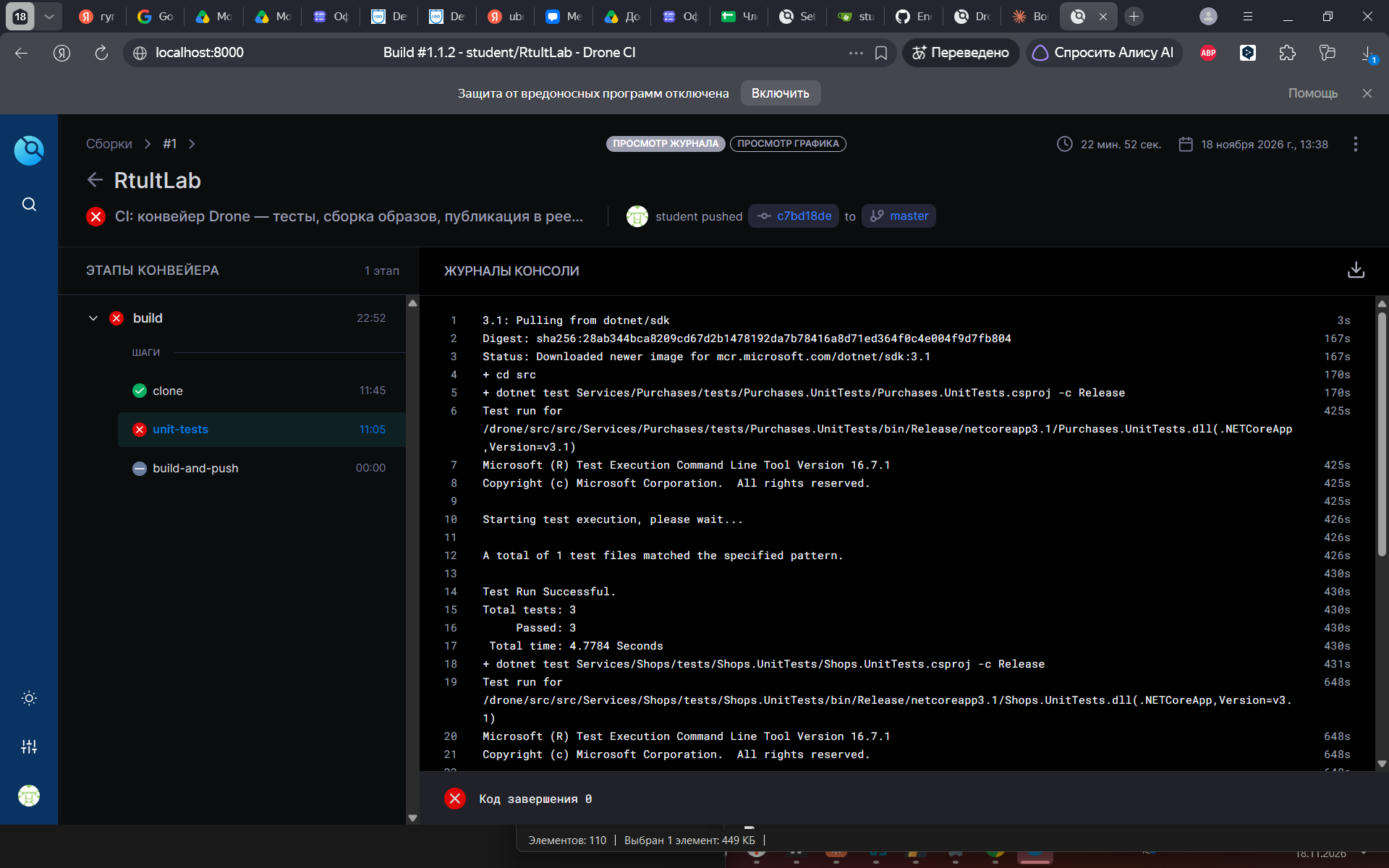 18
гуг
Go
Мо
Мо
Оф
De
De
ub
Ме
До
Оф
Чл
Set
stu
En
Dro
Во
localhost:8000
Build #1.1.2 - student/RtultLab - Drone CI
Переведено
Спросить Алису AI
ABP
1
Защита от вредоносных программ отключена
Включить
Помощь
Сборки
#1
ПРОСМОТР ЖУРНАЛА
ПРОСМОТР ГРАФИКА
22 мин. 52 сек.
18 ноября 2026 г., 13:38
RtultLab
CI: конвейер Drone — тесты, сборка образов, публикация в рее...
student pushed
c7bd18de
to
master
ЭТАПЫ КОНВЕЙЕРА
1 этап
build
22:52
ШАГИ
clone
11:45
unit-tests
11:05
build-and-push
00:00
ЖУРНАЛЫ КОНСОЛИ
1 3.1: Pulling from dotnet/sdk 3s
2 Digest: sha256:28ab344bca8209cd67d2b1478192da7b78416a8d71ed364f0c4e004f9d7fb804 167s
3 Status: Downloaded newer image for mcr.microsoft.com/dotnet/sdk:3.1 167s
4 + cd src 170s
5 + dotnet test Services/Purchases/tests/Purchases.UnitTests/Purchases.UnitTests.csproj -c Release 170s
6 Test run for 425s
/drone/src/src/Services/Purchases/tests/Purchases.UnitTests/bin/Release/netcoreapp3.1/Purchases.UnitTests.dll(.NETCoreApp
,Version=v3.1)
7 Microsoft (R) Test Execution Command Line Tool Version 16.7.1 425s
8 Copyright (c) Microsoft Corporation.  All rights reserved. 425s
9 425s
10 Starting test execution, please wait... 426s
11 426s
12 A total of 1 test files matched the specified pattern. 426s
13 430s
14 Test Run Successful. 430s
15 Total tests: 3 430s
16 Passed: 3 430s
17 Total time: 4.7784 Seconds 430s
18 + dotnet test Services/Shops/tests/Shops.UnitTests/Shops.UnitTests.csproj -c Release 431s
19 Test run for 648s
/drone/src/src/Services/Shops/tests/Shops.UnitTests/bin/Release/netcoreapp3.1/Shops.UnitTests.dll(.NETCoreApp,Version=v3.
1)
20 Microsoft (R) Test Execution Command Line Tool Version 16.7.1 648s
21 Copyright (c) Microsoft Corporation.  All rights reserved. 648s
Код завершения 0
Элементов: 110
Выбран 1 элемент: 449 КБ
18.11.2026